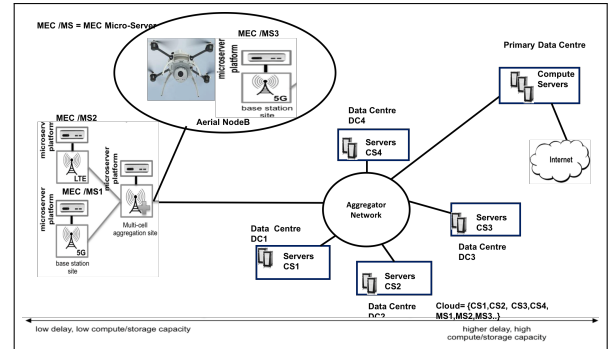 MEC /MS = MEC Micro-Server
MEC /MS3
microserver
platform
5G
base station
site
Aerial NodeB
Primary Data Centre
Compute
Servers
Internet
MEC /MS2
microserv
platform
LTE
microserver
platform
MEC /MS1
microserver
platform
5G
base station
site
Multi-cell
aggregation site
Data Centre
DC4
Servers
CS4
Aggregator
Network
Servers
CS3
Data Centre
DC3
Data Centre
DC1
Servers
CS1
Servers
CS2
Data Centre
DC2
Cloud= {CS1,CS2, CS3,CS4,
MS1,MS2,MS3..}
low delay, low compute/storage capacity
higher delay, high
compute/storage capacity